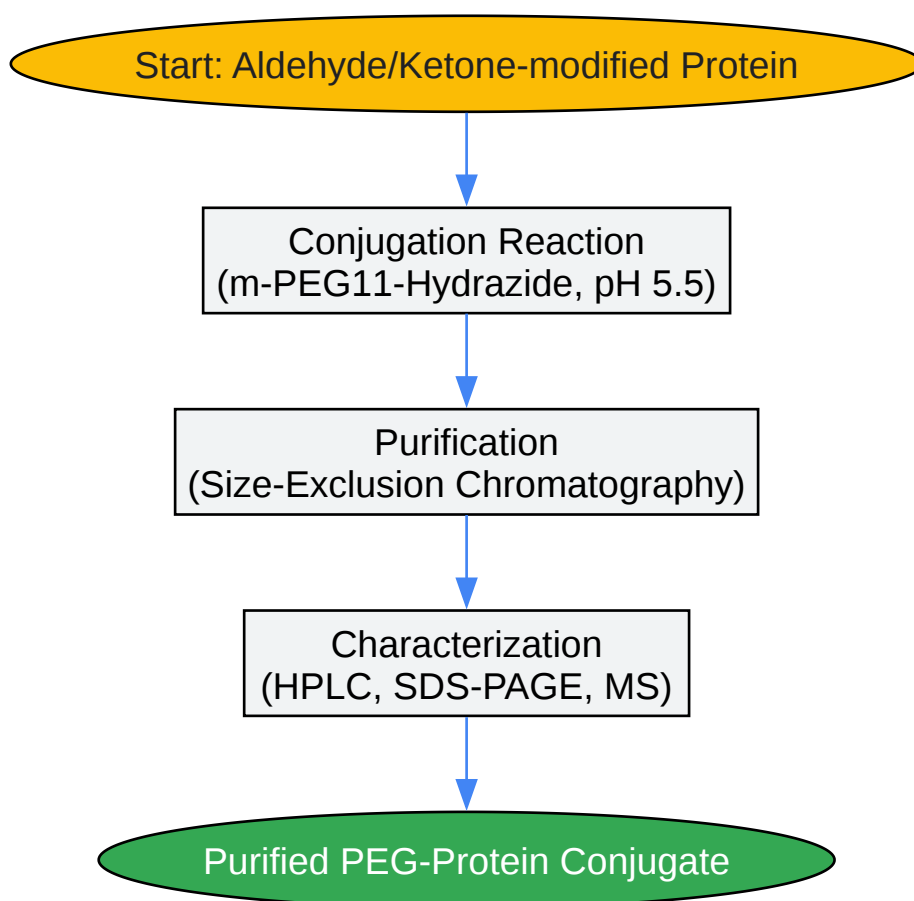 Start: Aldehyde/Ketone-modified Protein
Conjugation Reaction
(m-PEG11-Hydrazide, pH 5.5)
Purification
(Size-Exclusion Chromatography)
Characterization
(HPLC, SDS-PAGE, MS)
Purified PEG-Protein Conjugate